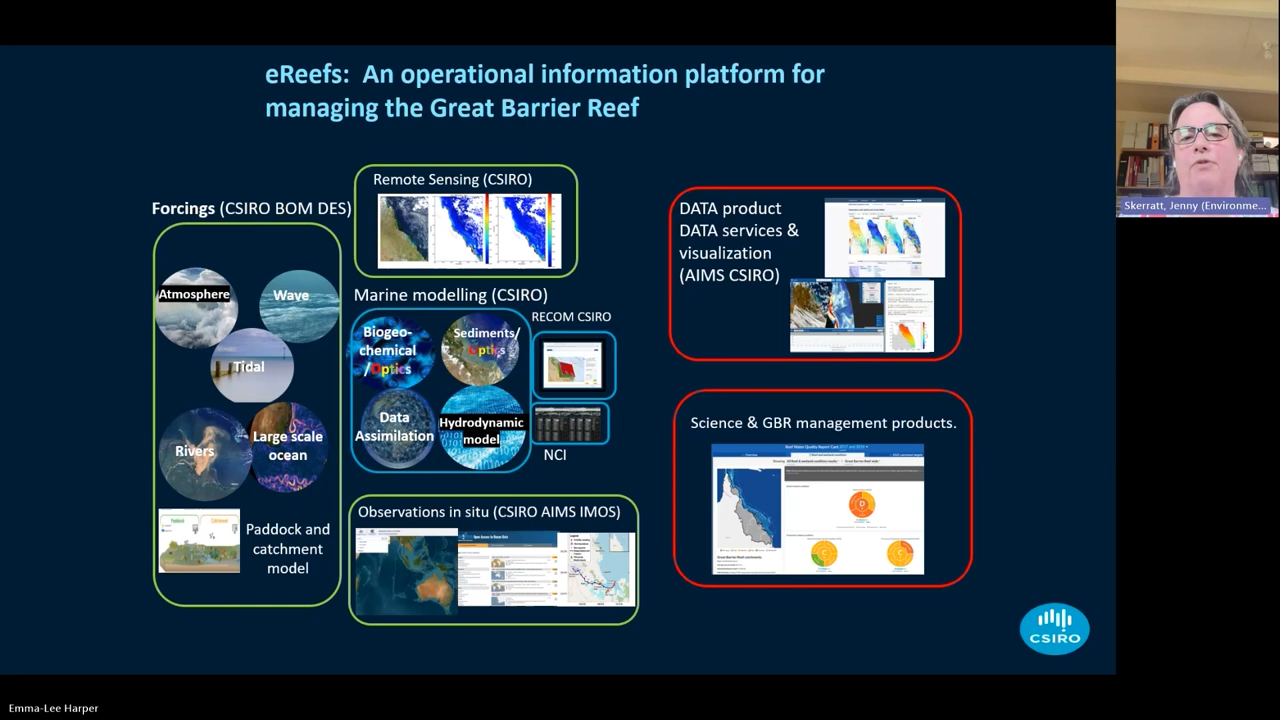 eReefs: An operational information platform for
managing the Great Barrier Reef
Forcings (CSIRO BOM DES)
Atmosphere
Wave
Tidal
Rivers
Large scale
ocean
Paddock and
catchment
model
Remote Sensing (CSIRO)
Marine modelling (CSIRO)
Biogeo-
chemical
/Optics
Sediments/
Optics
Data
Assimilation
Hydrodynamic
model
RECOM CSIRO
NCI
Observations in situ (CSIRO AIMS IMOS)
DATA product
DATA services &
visualization
(AIMS CSIRO)
Science & GBR management products.
CSIRO
Skerratt, Jenny (Environme...
Emma-Lee Harper